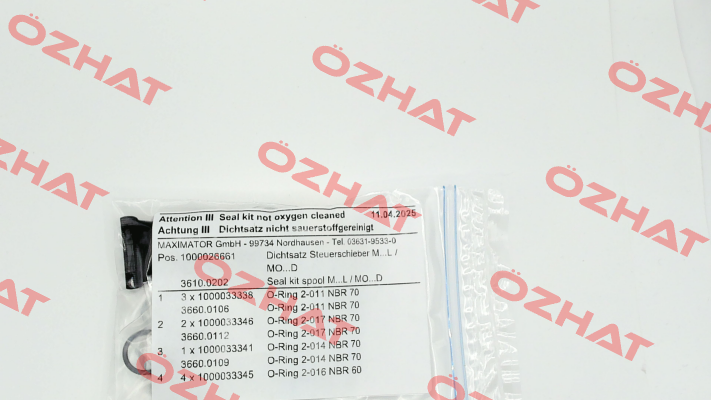 ÖZHAT
ÖZHAT
ÖZHAT
ÖZHAT
ÖZHAT
ÖZHAT
ÖZHAT
ÖZHAT
ÖZHAT
Attention !!! Seal kit not oxygen cleaned 11.04.2025
Achtung !!! Dichtsatz nicht sauerstoffgereinigt
MAXIMATOR GmbH - 99734 Nordhausen - Tel. 03631-9533-0
Pos. 1000026661 Dichtsatz Steuerschieber M...L /
MO...D
3610.0202 Seal kit spool M...L / MO...D
1 3 x 1000033338 O-Ring 2-011 NBR 70
3660.0106 O-Ring 2-011 NBR 70
2 2 x 1000033346 O-Ring 2-017 NBR 70
3660.0112 O-Ring 2-017 NBR 70
3 1 x 1000033341 O-Ring 2-014 NBR 70
3660.0109 O-Ring 2-014 NBR 70
4 4 x 1000033345 O-Ring 2-016 NBR 60